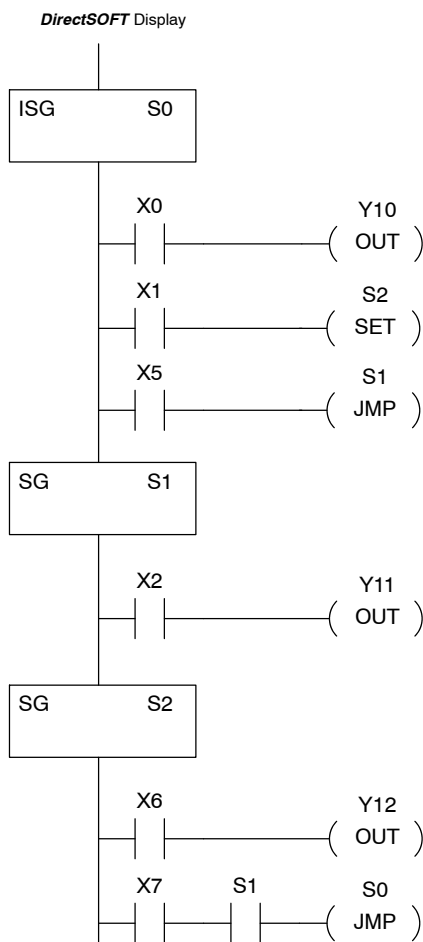 DirectSOFT Display
ISG S0
X0 Y10
OUT
X1 S2
SET
X5 S1
JMP
SG S1
X2 Y11
OUT
SG S2
X6 Y12
OUT
X7 S1 S0
JMP